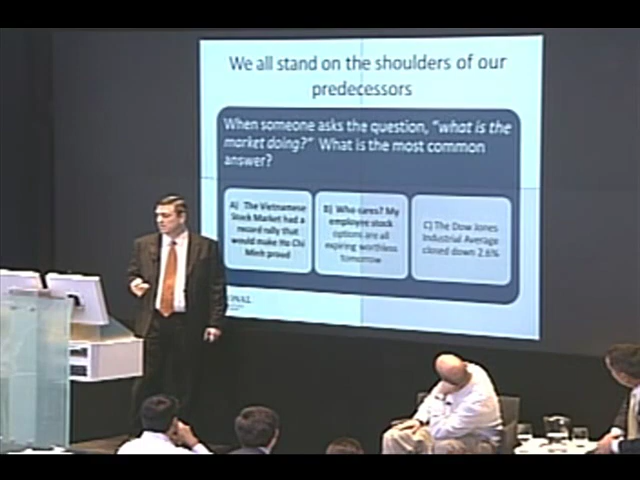 We all stand on the shoulders of our
predecessors
When someone asks the question, "what is the
market doing?" What is the most common
answer?
A) The Vietnamese
Stock Market had a
record rally that
would make Ho Chi
Minh proud
B) Who cares? My
employee stock
options are all
expiring worthless
tomorrow
C) The Dow Jones
Industrial Average
closed down 2.6%